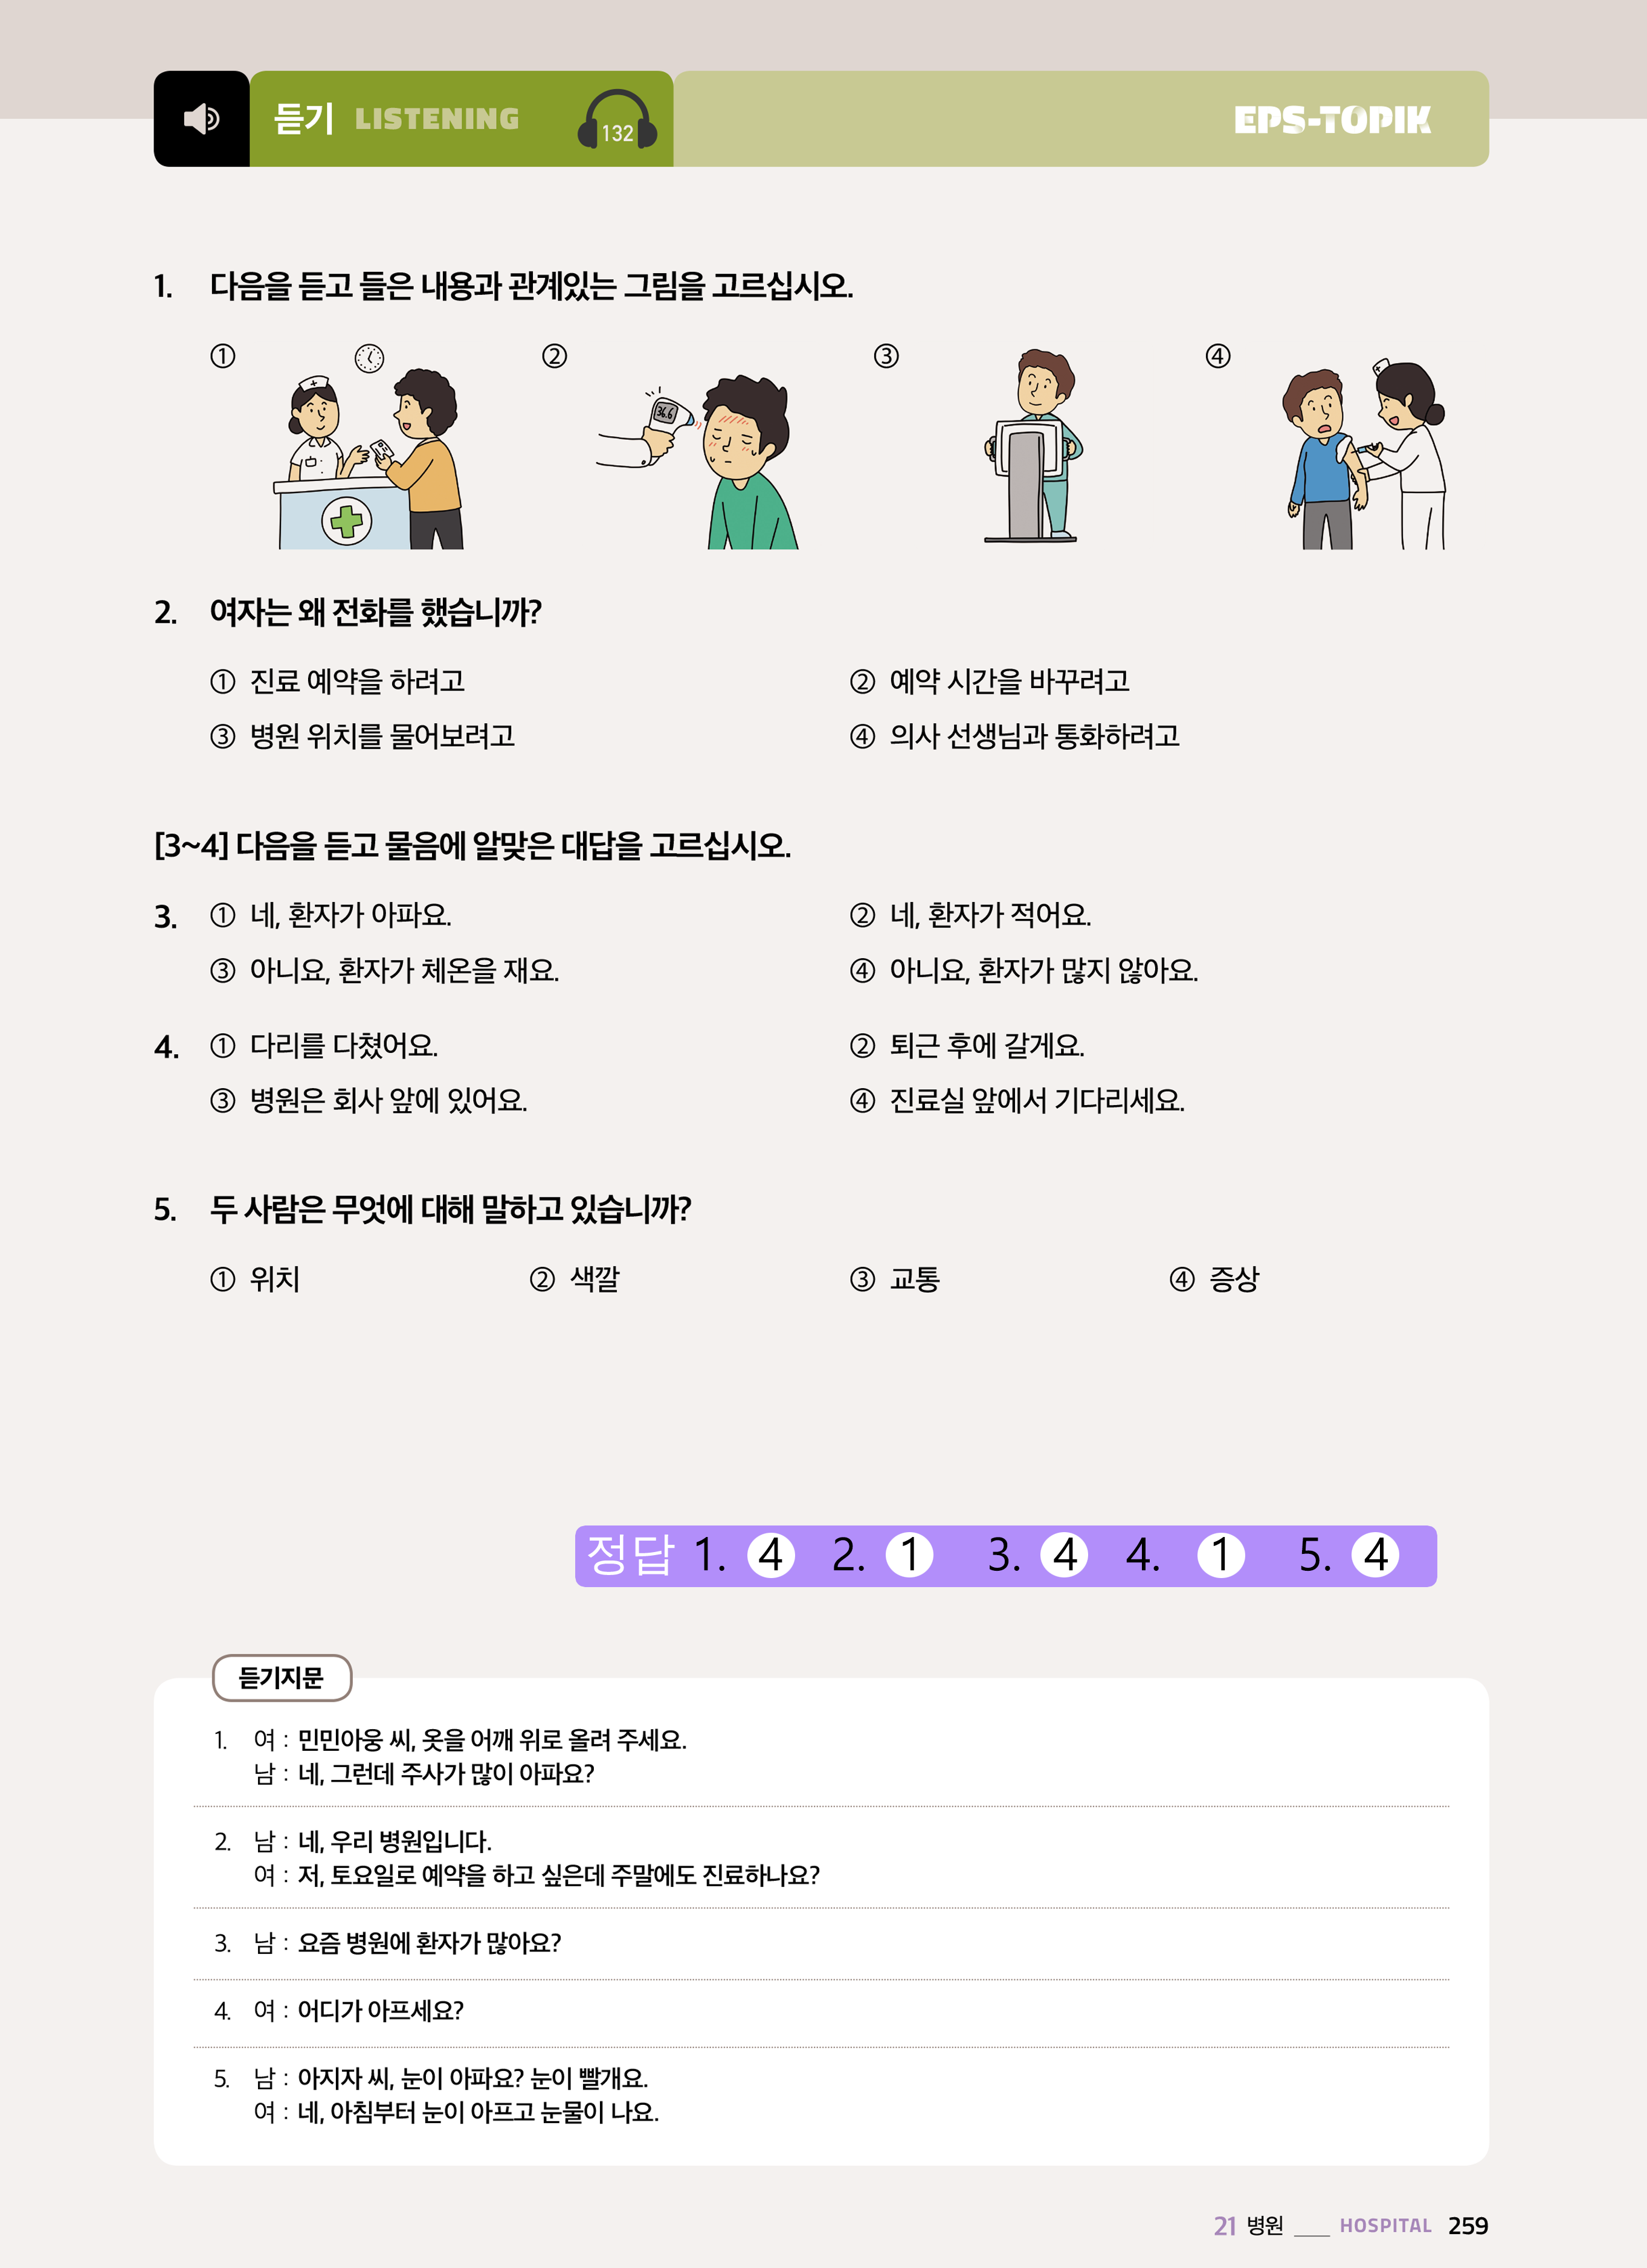 듣기 LISTENING 132 EPS-TOPIK
1. 다음을 듣고 들은 내용과 관계있는 그림을 고르십시오.
① ② ③ ④
36.6
2. 여자는 왜 전화를 했습니까?
① 진료 예약을 하려고 ② 예약 시간을 바꾸려고
③ 병원 위치를 물어보려고 ④ 의사 선생님과 통화하려고
[3~4] 다음을 듣고 물음에 알맞은 대답을 고르십시오.
3. ① 네, 환자가 아파요. ② 네, 환자가 적어요.
③ 아니요, 환자가 체온을 재요. ④ 아니요, 환자가 많지 않아요.
4. ① 다리를 다쳤어요. ② 퇴근 후에 갈게요.
③ 병원은 회사 앞에 있어요. ④ 진료실 앞에서 기다리세요.
5. 두 사람은 무엇에 대해 말하고 있습니까?
① 위치 ② 색깔 ③ 교통 ④ 증상
정답 1. 4 2. 1 3. 4 4. 1 5. 4
듣기지문
1. 여 : 민민아웅 씨, 옷을 어깨 위로 올려 주세요.
남 : 네, 그런데 주사가 많이 아파요?
2. 남 : 네, 우리 병원입니다.
여 : 저, 토요일로 예약을 하고 싶은데 주말에도 진료하나요?
3. 남 : 요즘 병원에 환자가 많아요?
4. 여 : 어디가 아프세요?
5. 남 : 아지자 씨, 눈이 아파요? 눈이 빨개요.
여 : 네, 아침부터 눈이 아프고 눈물이 나요.
21 병원 ___ HOSPITAL 259